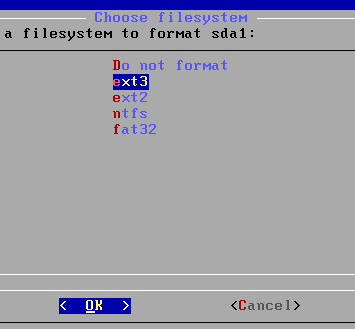 Choose filesystem
a filesystem to format sda1:
Do not format
ext3
ext2
ntfs
fat32
< OK > <Cancel>